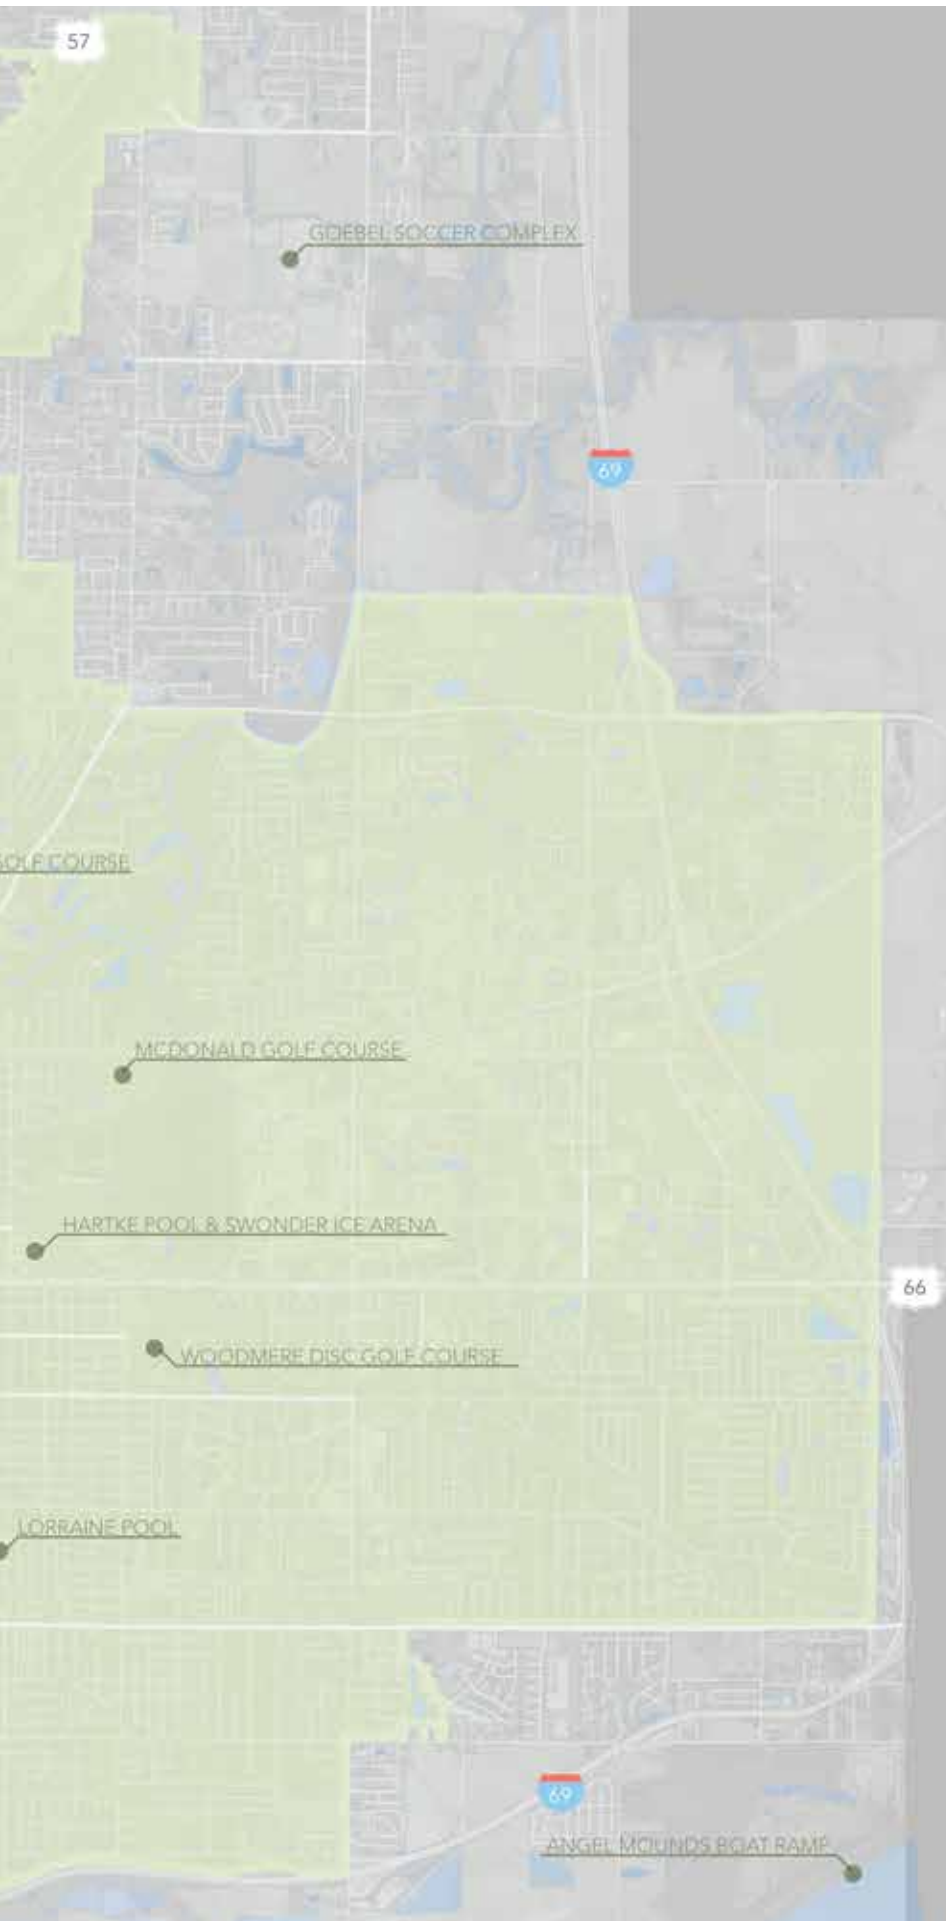 57
GOEBEL SOCCER COMPLEX
69
GOLF COURSE
MCDONALD GOLF COURSE
HARTKE POOL & SWONDER ICE ARENA
66
WOODMERE DISC GOLF COURSE
LORRAINE POOL
69
ANGEL MOUNDS BOAT RAMP